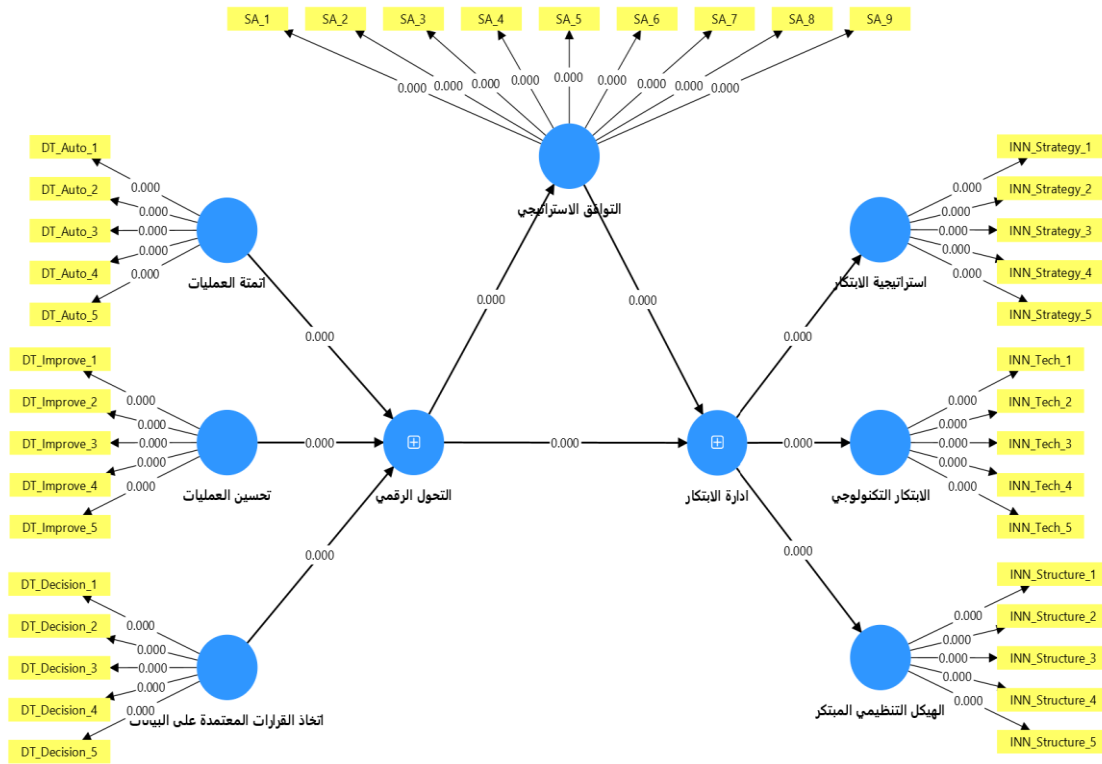 SA_1 SA_2 SA_3 SA_4 SA_5 SA_6 SA_7 SA_8 SA_9
0.000 0.000 0.000 0.000 0.000 0.000 0.000 0.000 0.000
التوافق الاستراتيجي
DT_Auto_1
DT_Auto_2
DT_Auto_3
DT_Auto_4
DT_Auto_5
0.000
0.000
0.000
0.000
0.000
اتمتة العمليات
DT_Improve_1
DT_Improve_2
DT_Improve_3
DT_Improve_4
DT_Improve_5
0.000
0.000
0.000
0.000
0.000
تحسين العمليات
DT_Decision_1
DT_Decision_2
DT_Decision_3
DT_Decision_4
DT_Decision_5
0.000
0.000
0.000
0.000
0.000
اتخاذ القرارات المعتمدة على البيانات
0.000
0.000
0.000
التحول الرقمي
0.000
0.000
0.000
ادارة الابتكار
0.000
0.000
0.000
استراتيجية الابتكار
0.000
0.000
0.000
0.000
0.000
INN_Strategy_1
INN_Strategy_2
INN_Strategy_3
INN_Strategy_4
INN_Strategy_5
الابتكار التكنولوجي
0.000
0.000
0.000
0.000
0.000
INN_Tech_1
INN_Tech_2
INN_Tech_3
INN_Tech_4
INN_Tech_5
الهيكل التنظيمي المبتكر
0.000
0.000
0.000
0.000
0.000
INN_Structure_1
INN_Structure_2
INN_Structure_3
INN_Structure_4
INN_Structure_5